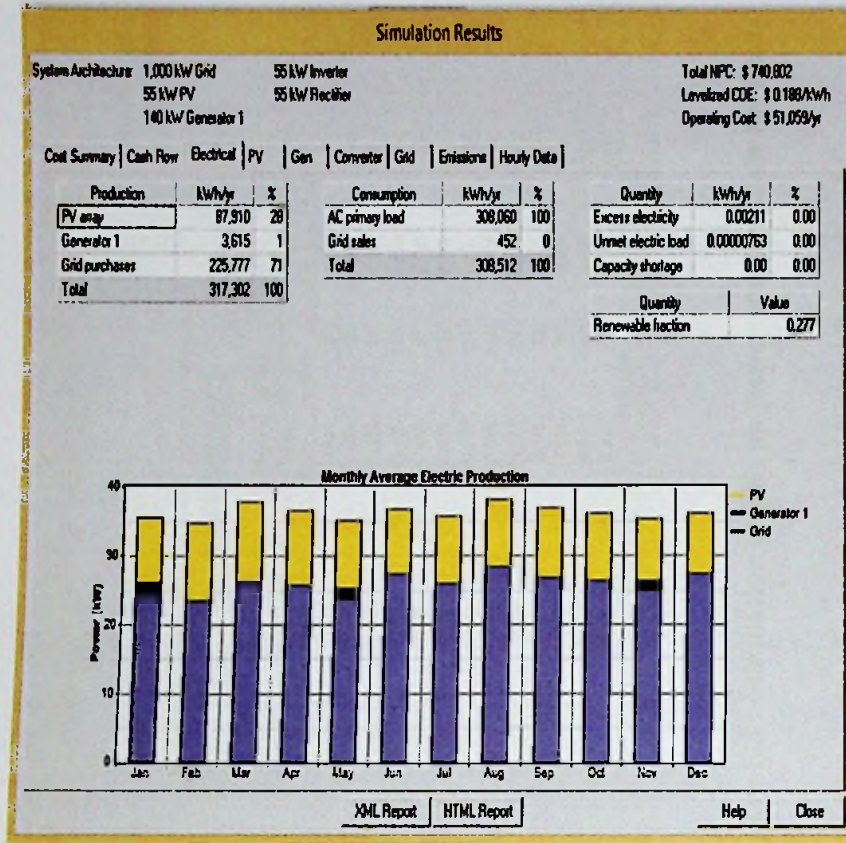 Simulation Results
System Architecture: 1,000 kW Grid 55 kW Inverter
55 kW PV 55 kW Rectifier
140 kW Generator 1
Total NPC: $ 740,802
Levelized COE: $ 0.188/kWh
Operating Cost: $ 51,059/yr
Cost Summary Cash Flow Electrical PV Gen Converter Grid Emissions Hourly Data
Production kWh/yr %
PV array 87,910 28
Generator 1 3,615 1
Grid purchases 225,777 71
Total 317,302 100
Consumption kWh/yr %
AC primary load 308,060 100
Grid sales 452 0
Total 308,512 100
Quantity kWh/yr %
Excess electricity 0.00211 0.00
Unmet electric load 0.00000763 0.00
Capacity shortage 0.00 0.00
Quantity Value
Renewable fraction 0.277
Monthly Average Electric Production
Power (kW)
40
30
20
10
0
Jan Feb Mar Apr May Jun Jul Aug Sep Oct Nov Dec
PV
Generator 1
Grid
XML Report HTML Report Help Close